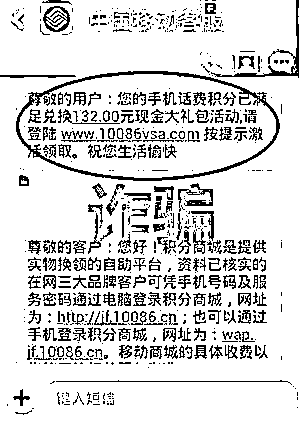 中国移动客服
尊敬的用户：您的手机话费积分已满
足兑换132.00元现金大礼包活动,请
登陆 www.10086vsa.com 按提示激
活领取。祝您生活愉快
诈骗
尊敬的客户：您好！积分商城是提供
实物换领的自助平台，资料已核实的
在网三大品牌客户可凭手机号码及服
务密码通过电脑登录积分商城，网址
为：http://jf.10086.cn；也可以通过
手机登录积分商城，网址为：wap.
jf.10086.cn。移动商城的具体收费以
键入短信